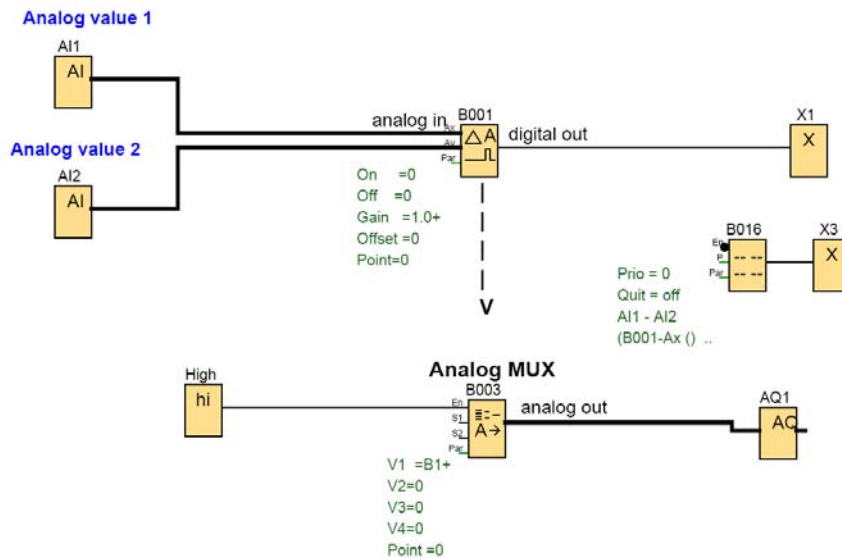 Analog value 1
AI1
AI
Analog value 2
AI2
AI
analog in
B001
Ax
Ay
Par
△ A
digital out
X1
X
On =0
Off =0
Gain =1.0+
Offset =0
Point=0
V
B016
En
P
Par
X3
X
Prio = 0
Quit = off
AI1 - AI2
(B001-Ax () ..
Analog MUX
High
hi
B003
En
S1
S2
Par
A→
analog out
AQ1
AQ
V1 =B1+
V2=0
V3=0
V4=0
Point =0